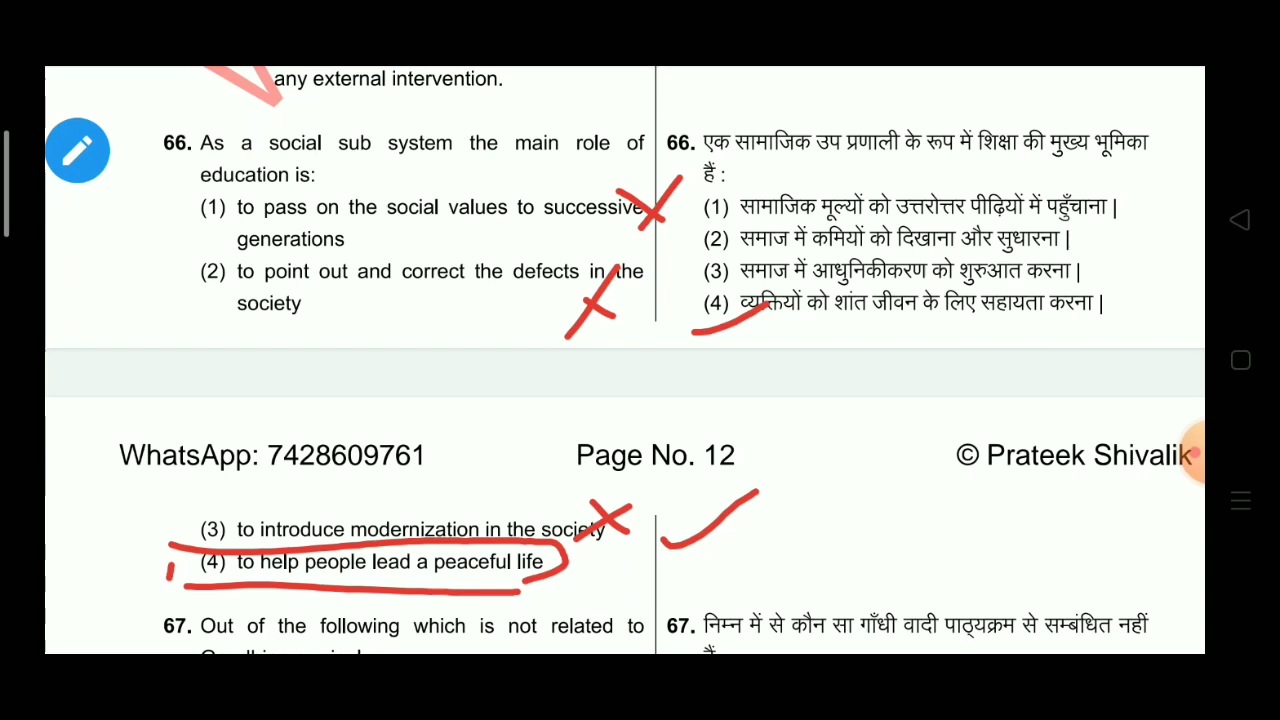 any external intervention.
66. As a social sub system the main role of
education is:
(1) to pass on the social values to successive
generations
(2) to point out and correct the defects in the
society
66. एक सामाजिक उप प्रणाली के रूप में शिक्षा की मुख्य भूमिका
हैं :
(1) सामाजिक मूल्यों को उत्तरोत्तर पीढ़ियों में पहुँचाना |
(2) समाज में कमियों को दिखाना और सुधारना |
(3) समाज में आधुनिकीकरण को शुरुआत करना |
(4) व्यक्तियों को शांत जीवन के लिए सहायता करना |
WhatsApp: 7428609761 Page No. 12 © Prateek Shivalik
(3) to introduce modernization in the society
(4) to help people lead a peaceful life
67. Out of the following which is not related to
67. निम्न में से कौन सा गाँधी वादी पाठ्यक्रम से सम्बंधित नहीं